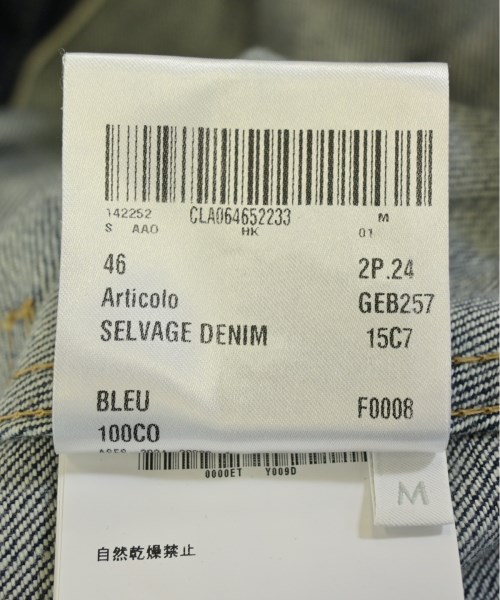 142252 CLA064652233 M
S AAO HK 01
46 2P.24
Articolo GEB257
SELVAGE DENIM 15C7
BLEU F0008
100CO
0000ET Y009D
M
自然乾燥禁止